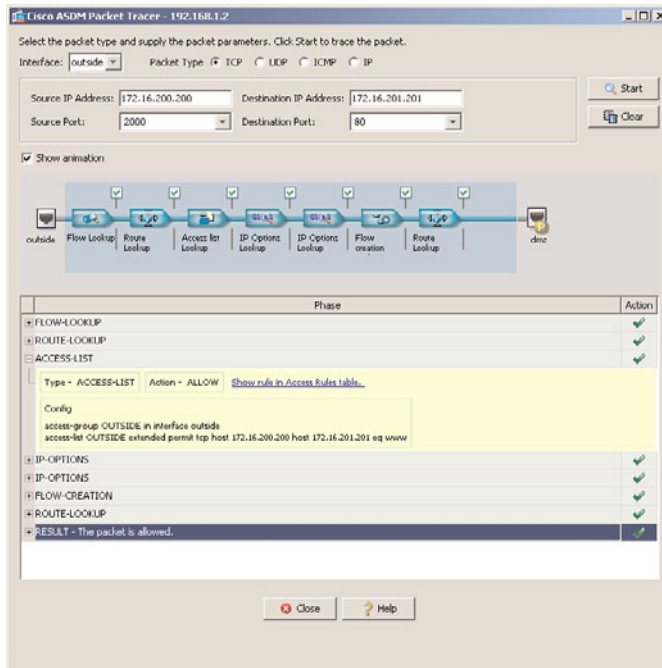 Cisco ASDM Packet Tracer - 192.168.1.2
Select the packet type and supply the packet parameters. Click Start to trace the packet.
Interface: outside Packet Type TCP UDP ICMP IP
Source IP Address: 172.16.200.200 Destination IP Address: 172.16.201.201
Source Port: 2000 Destination Port: 80
Start
Clear
Show animation
outside
Flow Lookup
Route Lookup
Access list Lookup
IP Options Lookup
IP Options Lookup
Flow creation
Route Lookup
dmz
Phase Action
FLOW-LOOKUP
ROUTE-LOOKUP
ACCESS-LIST
Type - ACCESS-LIST Action - ALLOW Show rule in Access Rules table.
Config
access-group OUTSIDE in interface outside
access-list OUTSIDE extended permit tcp host 172.16.200.200 host 172.16.201.201 eq www
IP-OPTIONS
IP-OPTIONS
FLOW-CREATION
ROUTE-LOOKUP
RESULT - The packet is allowed.
Close Help